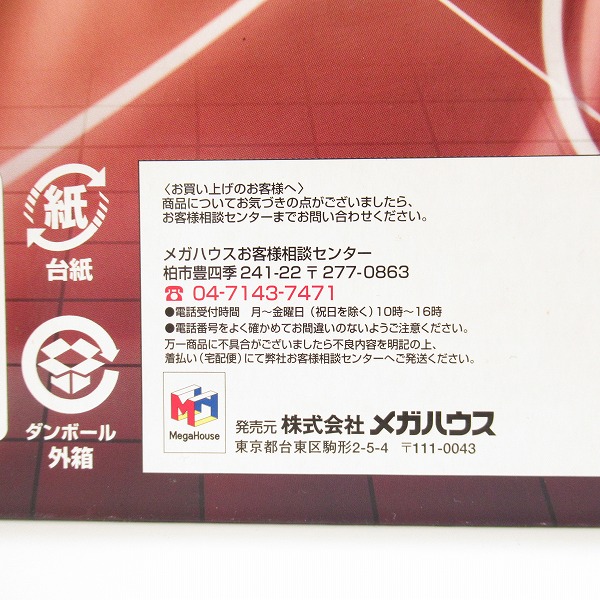 紙
台紙
ダンボール
外箱
〈お買い上げのお客様へ〉
商品についてお気づきの点がございましたら、
お客様相談センターまでお問い合わせください。
メガハウスお客様相談センター
柏市豊四季241-22 〒277-0863
☎ 04-7143-7471
●電話受付時間 月～金曜日(祝日を除く)10時～16時
●電話番号をよく確かめてお間違いのないようご注意ください。
万一商品に不具合がございましたら不良内容を明記の上、
着払い(宅配便)にて弊社お客様相談センターへご発送ください。
MegaHouse
発売元 株式会社 メガハウス
東京都台東区駒形2-5-4 〒111-0043